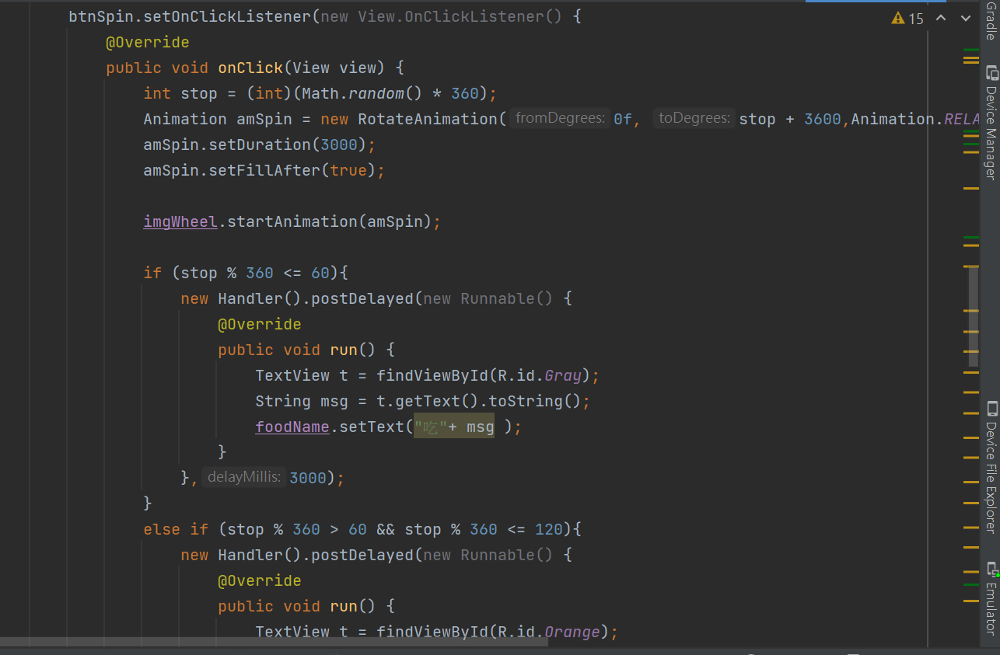 btnSpin.setOnClickListener(new View.OnClickListener() {
15
@Override
public void onClick(View view) {
int stop = (int)(Math.random() * 360);
Animation amSpin = new RotateAnimation( fromDegrees: 0f, toDegrees: stop + 3600,Animation.RELA
amSpin.setDuration(3000);
amSpin.setFillAfter(true);
imgWheel.startAnimation(amSpin);
if (stop % 360 <= 60){
new Handler().postDelayed(new Runnable() {
@Override
public void run() {
TextView t = findViewById(R.id.Gray);
String msg = t.getText().toString();
foodName.setText("吃"+ msg );
}
}, delayMillis: 3000);
}
else if (stop % 360 > 60 && stop % 360 <= 120){
new Handler().postDelayed(new Runnable() {
@Override
public void run() {
TextView t = findViewById(R.id.Orange);
Gradle
Device Manager
Device File Explorer
Emulator